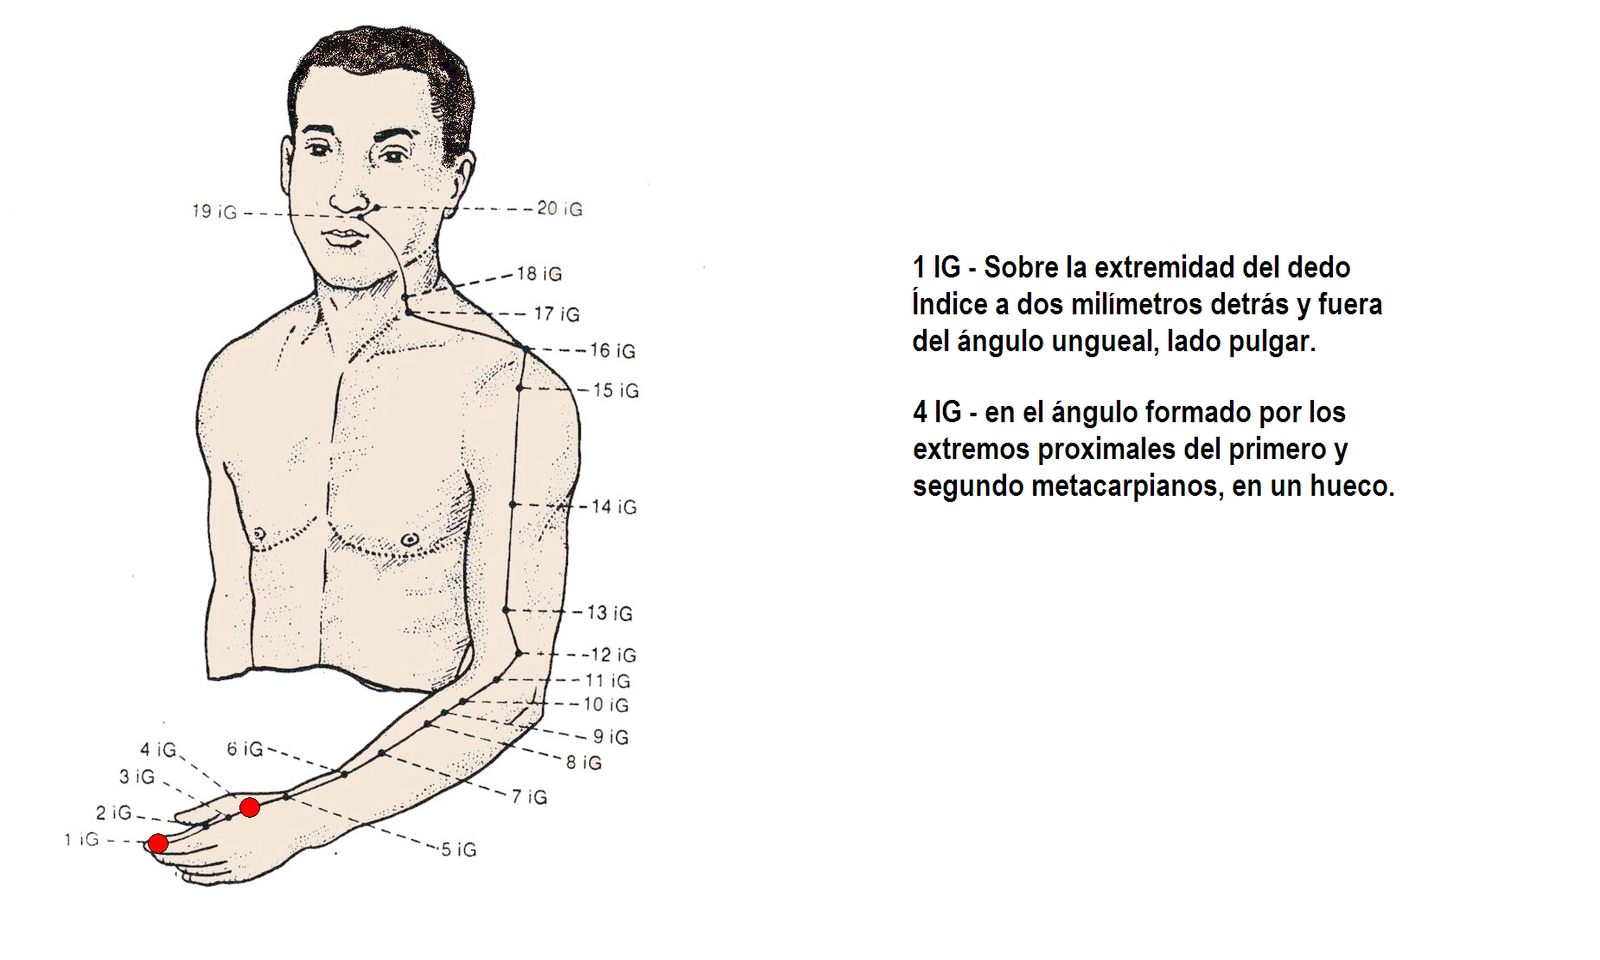 19 iG
20 iG
18 iG
17 iG
16 iG
15 iG
14 iG
13 iG
12 iG
11 iG
10 iG
9 iG
8 iG
7 iG
6 iG
5 iG
4 iG
3 iG
2 iG
1 iG
1 IG - Sobre la extremidad del dedo
Índice a dos milímetros detrás y fuera
del ángulo ungueal, lado pulgar.
4 IG - en el ángulo formado por los
extremos proximales del primero y
segundo metacarpianos, en un hueco.